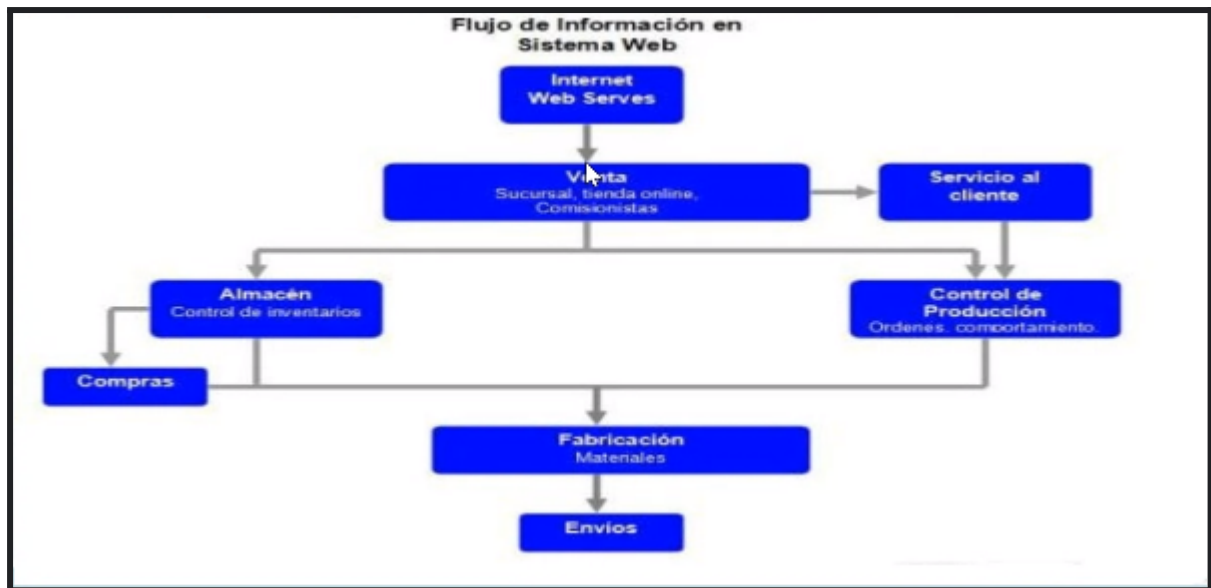 Flujo de Información en
Sistema Web
Internet
Web Serves
Venta
Sucursal, tienda online,
Comisionistas
Servicio al
cliente
Almacén
Control de inventarios
Control de
Producción
Ordenes, comportamiento.
Compras
Fabricación
Materiales
Envíos